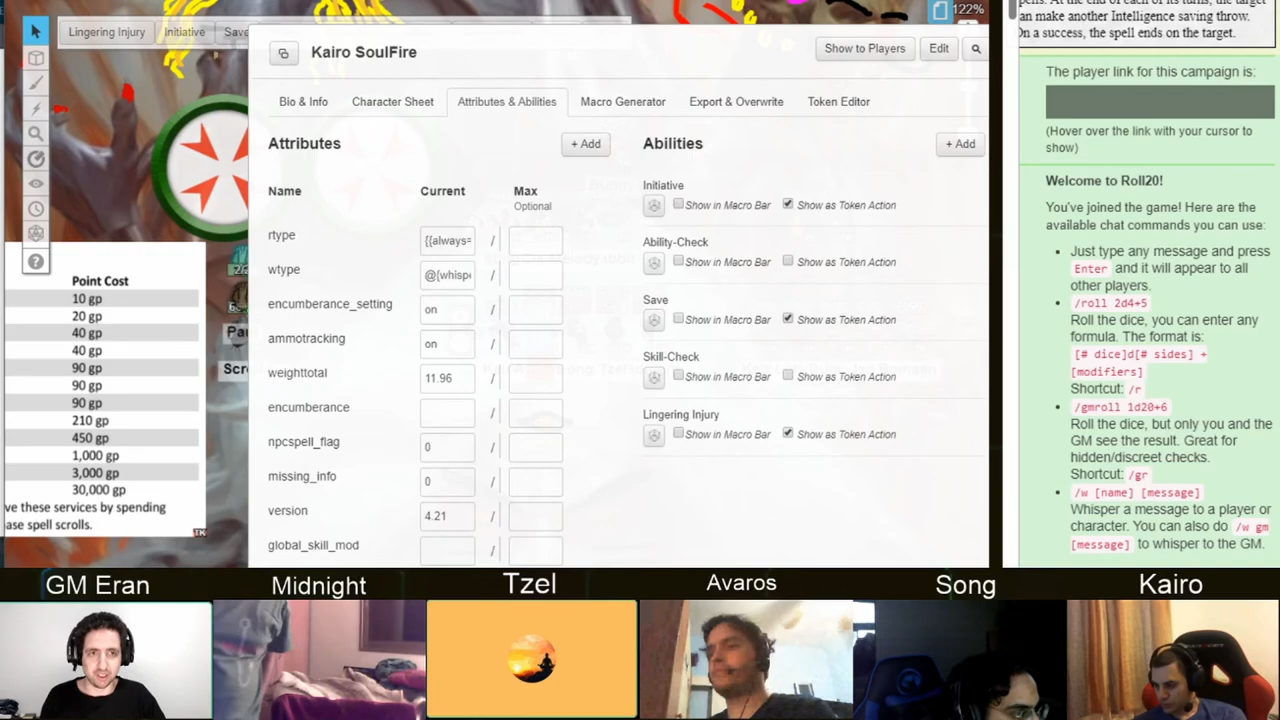 122%
Lingering Injury
Initiative
Save
Kairo SoulFire
Show to Players
Edit
Bio & Info
Character Sheet
Attributes & Abilities
Macro Generator
Export & Overwrite
Token Editor
Attributes
+ Add
Name
Current
Max
Optional
rtype
{{always=
/
wtype
@{whispe
/
encumberance_setting
on
/
ammotracking
on
/
weighttotal
11.96
/
encumberance
/
npcspell_flag
0
/
missing_info
0
/
version
4.21
/
global_skill_mod
/
Abilities
+ Add
Initiative
Show in Macro Bar
Show as Token Action
Ability-Check
Show in Macro Bar
Show as Token Action
Save
Show in Macro Bar
Show as Token Action
Skill-Check
Show in Macro Bar
Show as Token Action
Lingering Injury
Show in Macro Bar
Show as Token Action
Point Cost
10 gp
20 gp
40 gp
40 gp
90 gp
90 gp
90 gp
210 gp
450 gp
1,000 gp
3,000 gp
30,000 gp
ve these services by spending
ase spell scrolls.
Pau
Scro
an make another Intelligence saving throw.
On a success, the spell ends on the target.
The player link for this campaign is:
(Hover over the link with your cursor to
show)
Welcome to Roll20!
You've joined the game! Here are the
available chat commands you can use:
Just type any message and press
Enter and it will appear to all
other players.
/roll 2d4+5
Roll the dice, you can enter any
formula. The format is:
[# dice]d[# sides] +
[modifiers]
Shortcut: /r
/gmroll 1d20+6
Roll the dice, but only you and the
GM see the result. Great for
hidden/discreet checks.
Shortcut: /gr
/w [name] [message]
Whisper a message to a player or
character. You can also do /w gm
[message] to whisper to the GM.
GM Eran
Midnight
Tzel
Avaros
Song
Kairo